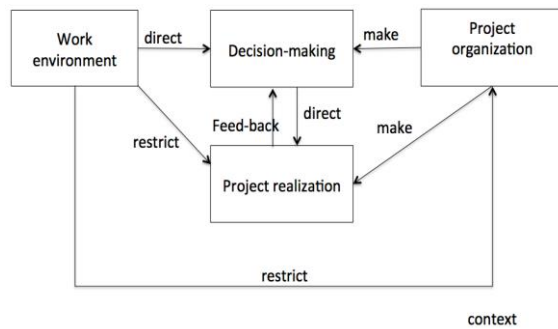 Work
environment
direct
Decision-making
make
Project
organization
Feed-back
direct
restrict
make
Project realization
restrict
context